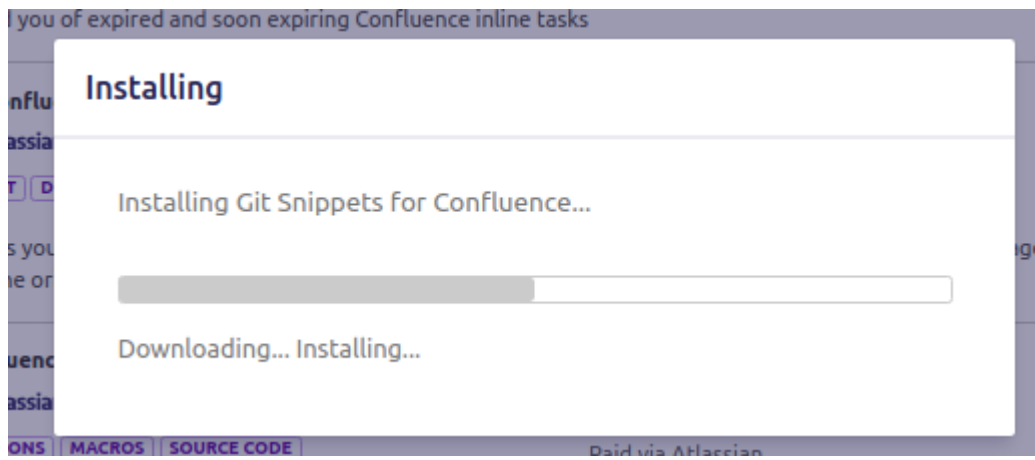 you of expired and soon expiring Confluence inline tasks
Installing
Installing Git Snippets for Confluence...
Downloading... Installing...
MACROS SOURCE CODE
Paid via Atlassian